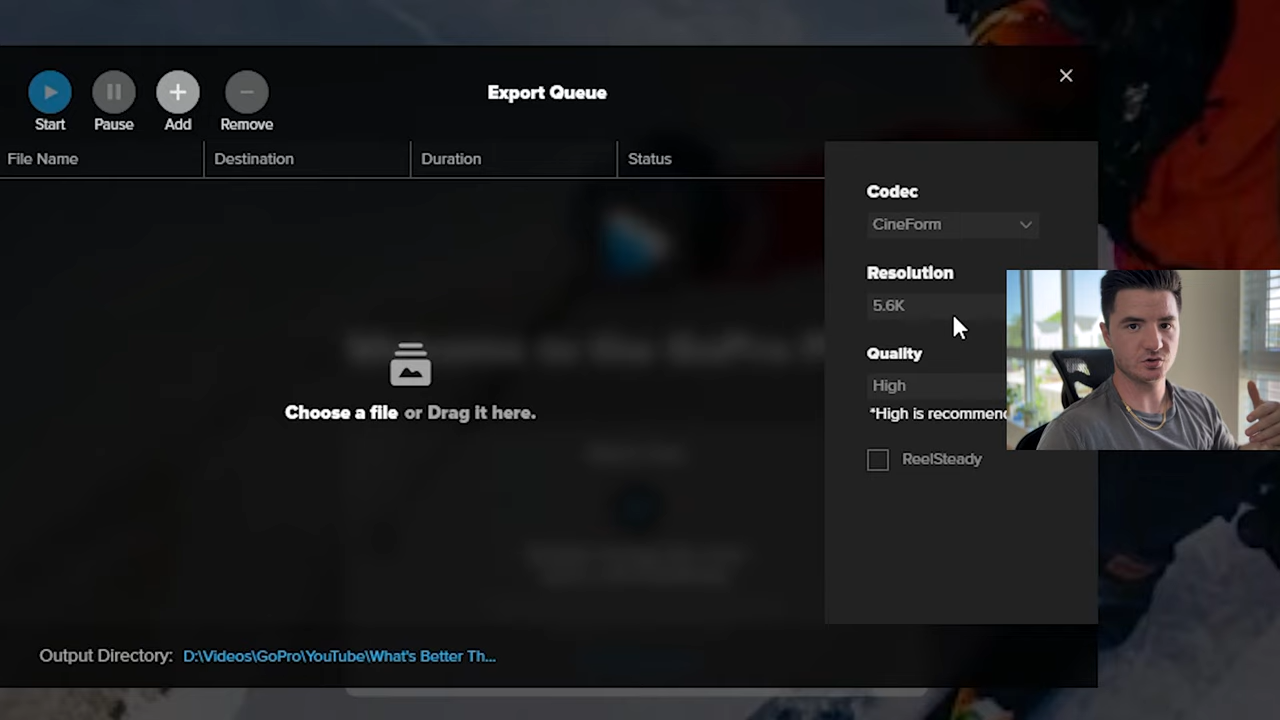 Export Queue
Start
Pause
Add
Remove
File Name
Destination
Duration
Status
Choose a file or Drag it here.
Codec
CineForm
Resolution
5.6K
Quality
High
*High is recommend
ReelSteady
Output Directory: D:\Videos\GoPro\YouTube\What's Better Th...